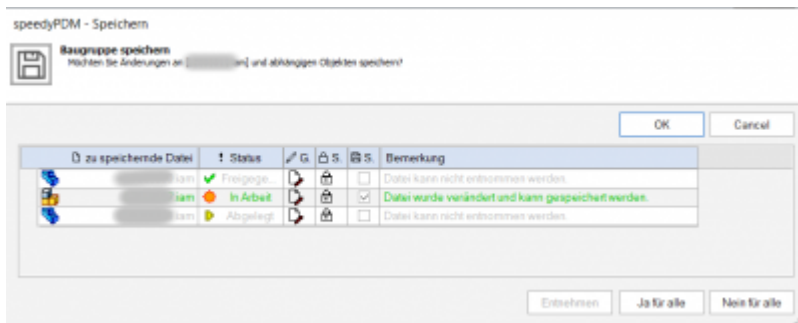 speedyPDM - Speichern
Baugruppe speichern
Möchten Sie Änderungen an [ am] und abhängigen Objekten speichern?
OK Cancel
zu speichernde Datei ! Status G. S. S. Bemerkung
iam Freigege... Datei kann nicht entnommen werden.
iam In Arbeit Datei wurde verändert und kann gespeichert werden.
iam Abgelegt Datei kann nicht entnommen werden.
Entnehmen Ja für alle Nein für alle